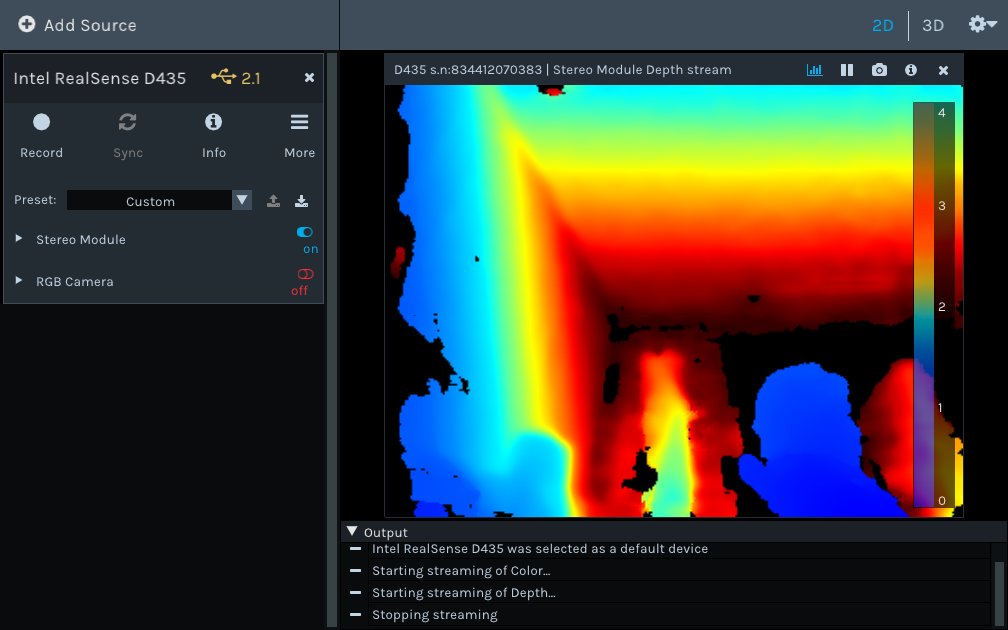 Add Source
2D
3D
Intel RealSense D435
2.1
Record
Sync
Info
More
Preset:
Custom
Stereo Module
on
RGB Camera
off
D435 s.n:834412070383 | Stereo Module Depth stream
4
3
2
1
0
Output
Intel RealSense D435 was selected as a default device
Starting streaming of Color...
Starting streaming of Depth...
Stopping streaming